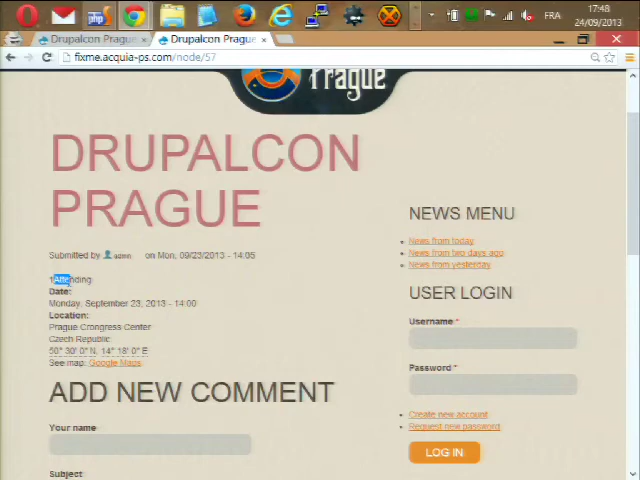 17:48
FRA
24/09/2013
Drupalcon Prague
Drupalcon Prague
fixme.acquia-ps.com/node/57
Prague
DRUPALCON
PRAGUE
Submitted by admin on Mon, 09/23/2013 - 14:05
1 Attending
Date:
Monday, September 23, 2013 - 14:00
Location:
Prague Crongress Center
Czech Republic
50° 30' 0" N, 14° 18' 0" E
See map: Google Maps
ADD NEW COMMENT
Your name
Subject
NEWS MENU
News from today
News from two days ago
News from yesterday
USER LOGIN
Username *
Password *
Create new account
Request new password
LOG IN